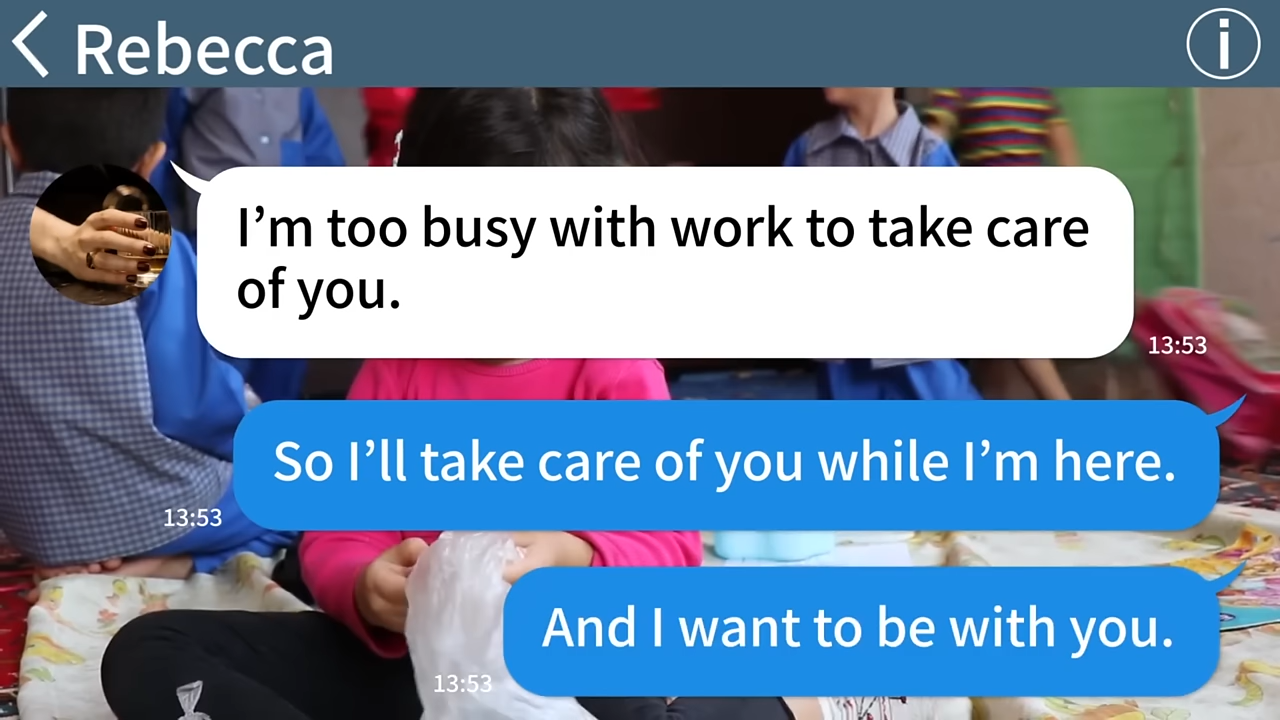 Rebecca
I’m too busy with work to take care
of you.
13:53
So I’ll take care of you while I’m here.
13:53
And I want to be with you.
13:53